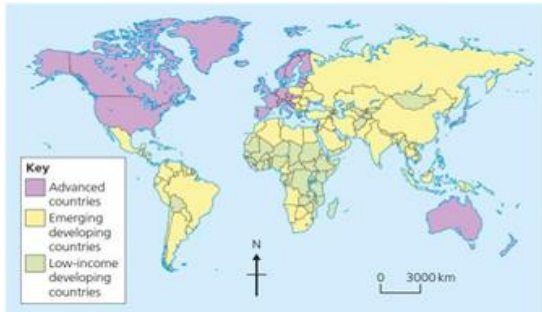 Key
Advanced
countries
Emerging
developing
countries
Low-income
developing
countries
N
0 3000 km